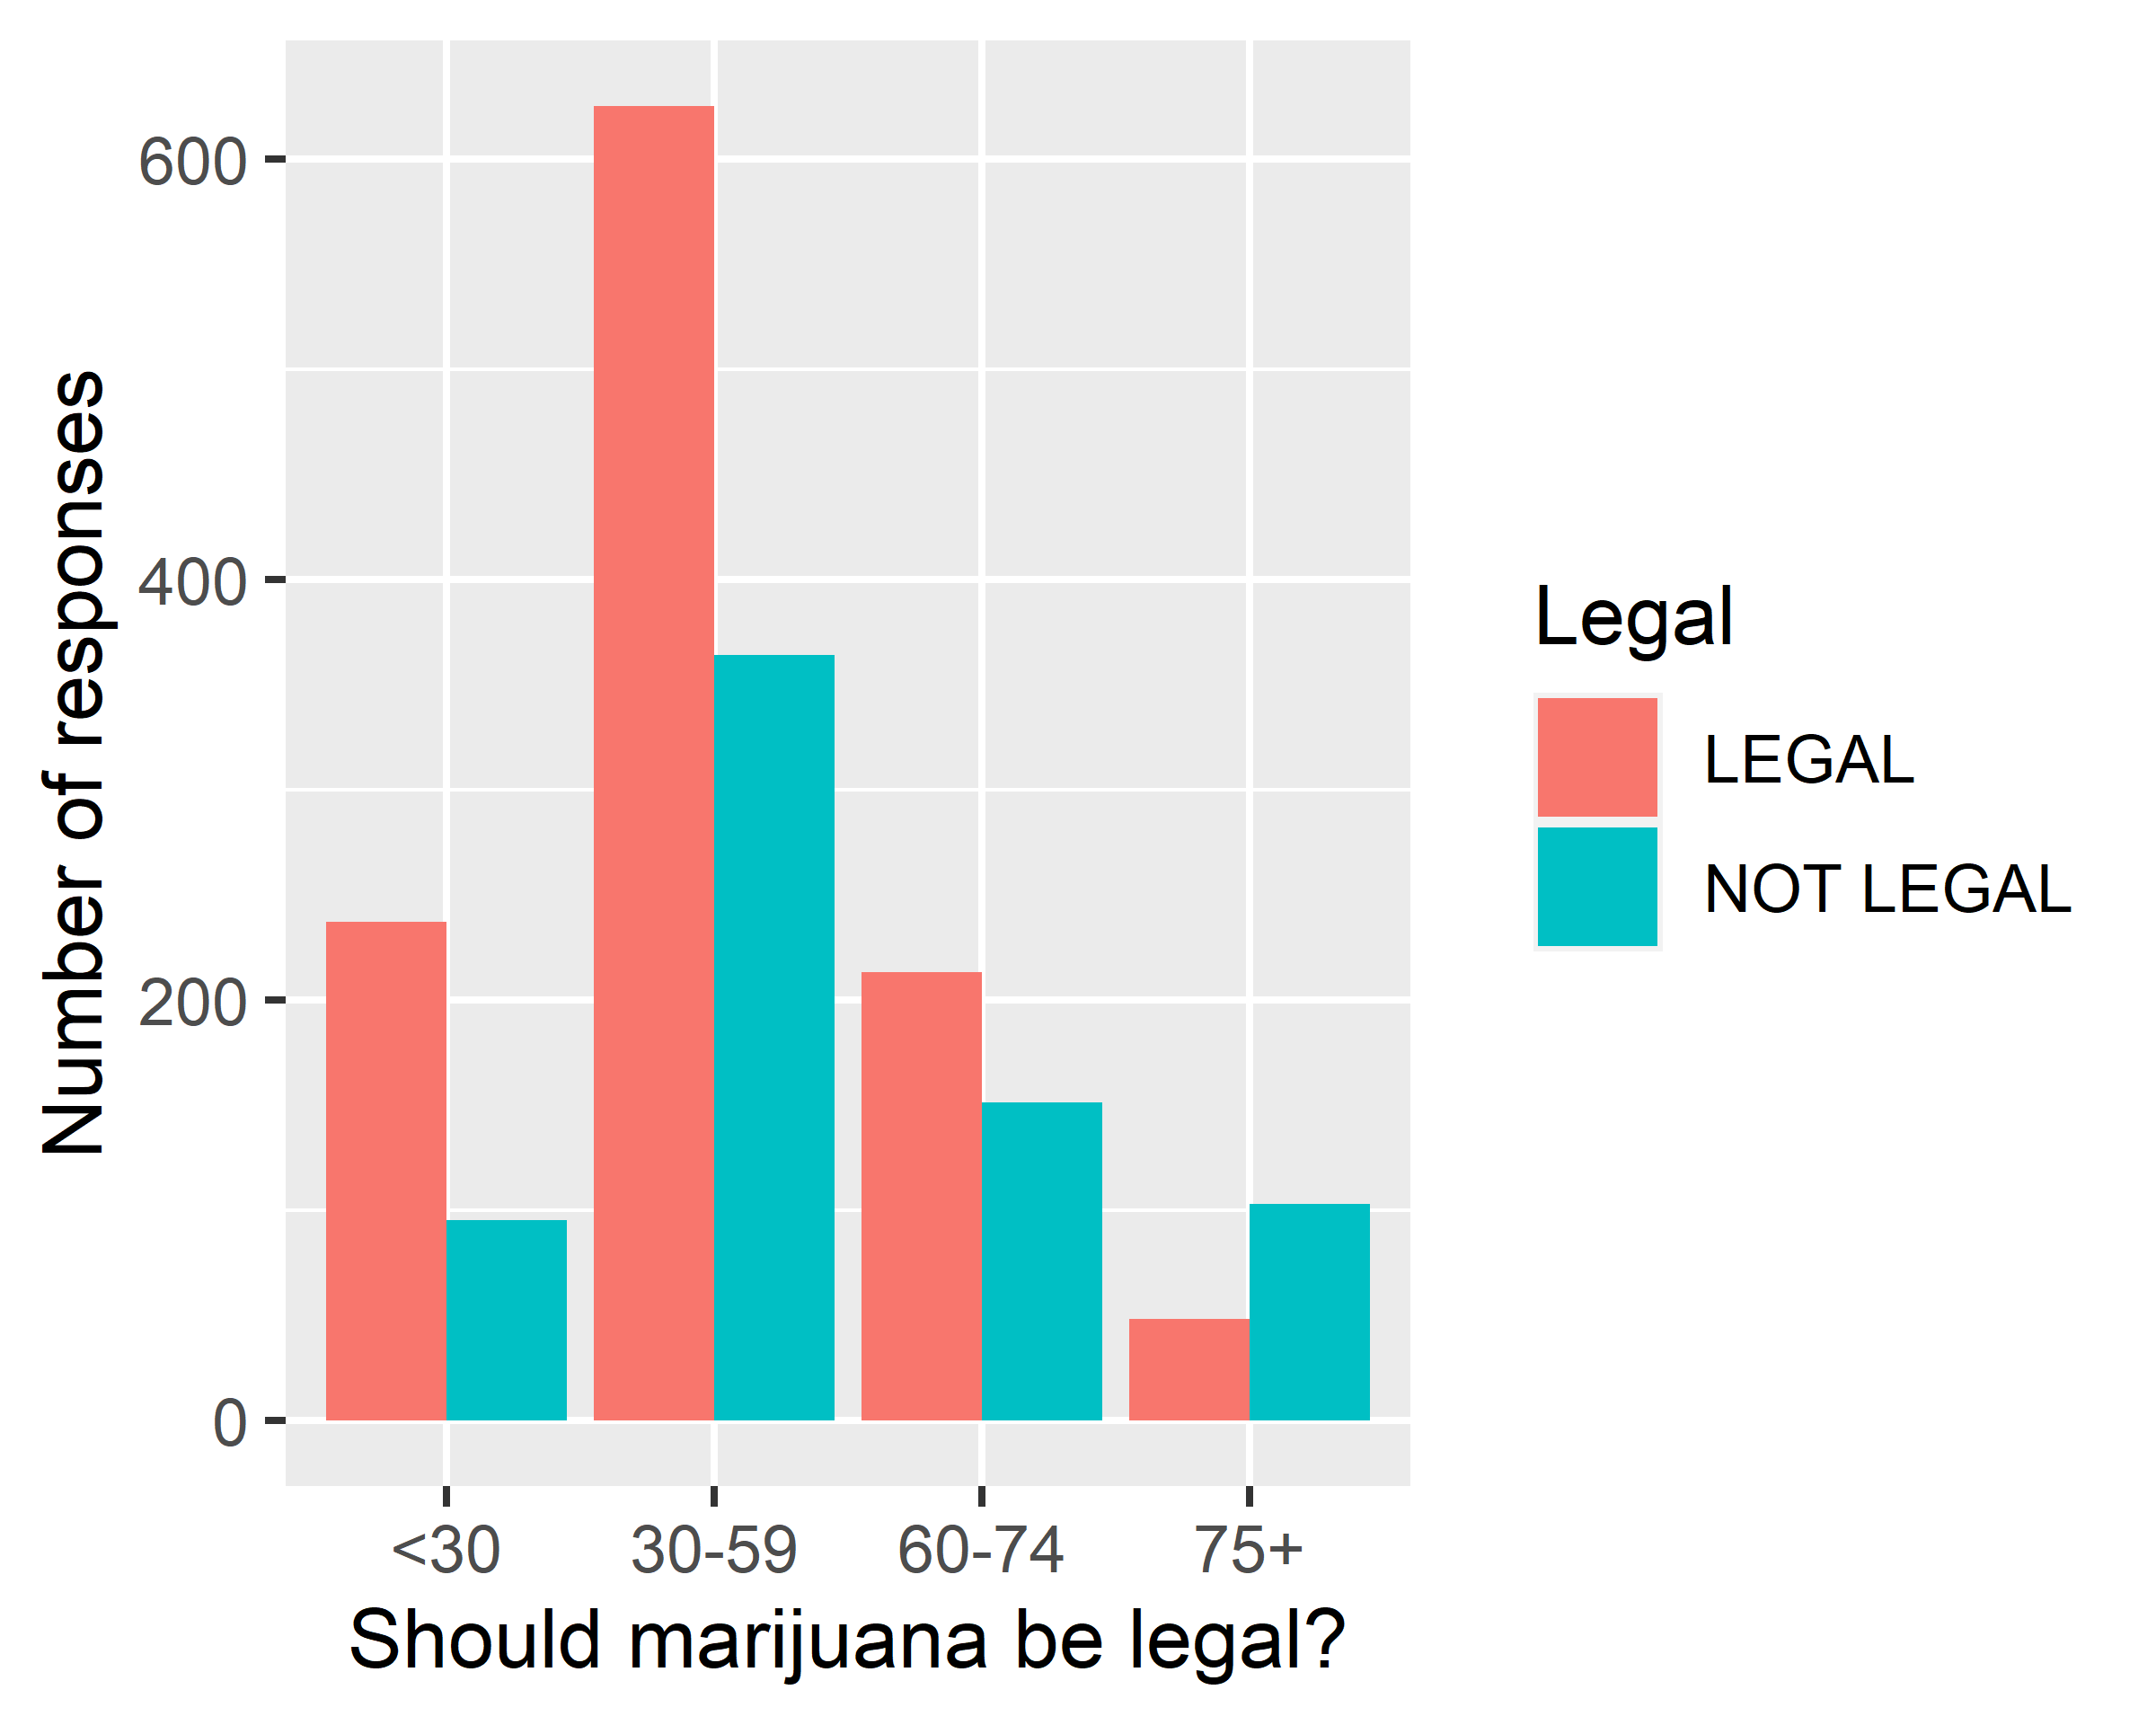 Number of responses
600
400
200
0
<30 30-59 60-74 75+
Should marijuana be legal?
Legal
LEGAL
NOT LEGAL